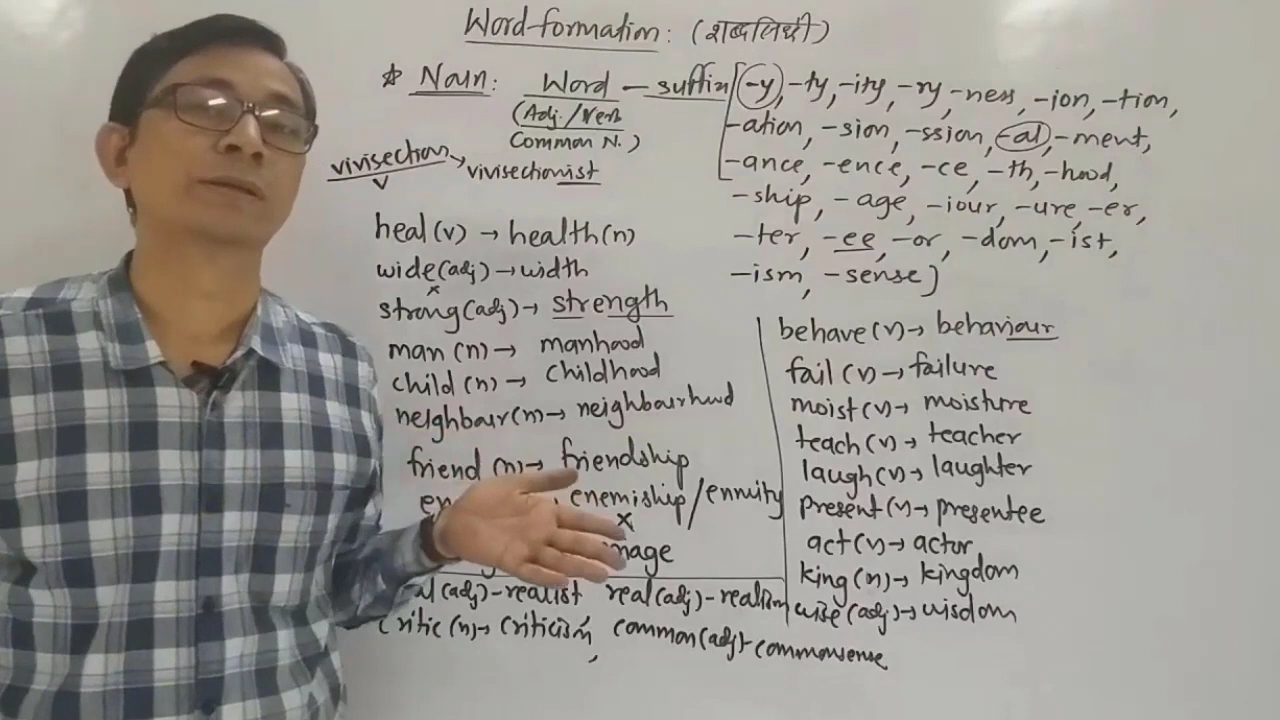 Word formation: (शब्दविधी)
* Noun: Word – suffix [-y, -ty, -ity, -ry, -ness, -ion, -tion,
(Adj./Verb
Common N.)
-ation, -sion, -ssion, -al, -ment,
-ance, -ence, -ce, -th, -hood,
-ship, -age, -iour, -ure, -er,
-ter, -ee, -or, -dom, -ist,
-ism, -sense]
vivisection → vivisectionist
v
heal (v) → health (n)
wide (adj) → width
x
strong (adj) → strength
man (n) → manhood
child (n) → childhood
neighbour (n) → neighbourhood
friend (n) → friendship
enemiship / enmity
x
real (adj) - realist real (adj) - realism
critic (n) → criticism, common (adj) - commonsense
behave (v) → behaviour
fail (v) → failure
moist (v) → moisture
teach (v) → teacher
laugh (v) → laughter
present (v) → presentee
act (v) → actor
king (n) → kingdom
wise (adj) → wisdom